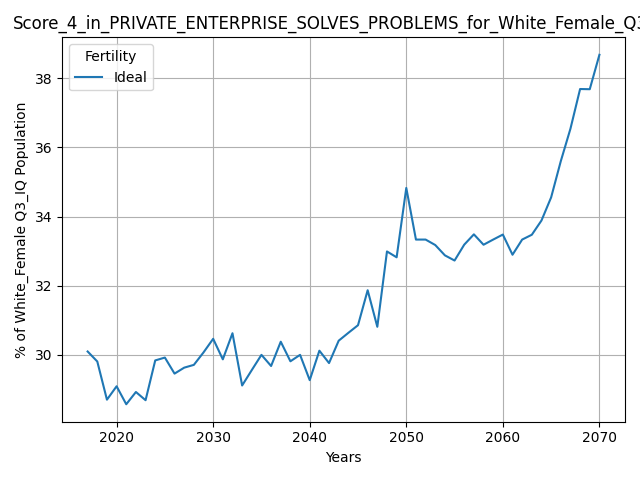 Score_4_in_PRIVATE_ENTERPRISE_SOLVES_PROBLEMS_for_White_Female_Q3
Fertility
Ideal
% of White_Female Q3_IQ Population
38
36
34
32
30
2020 2030 2040 2050 2060 2070
Years